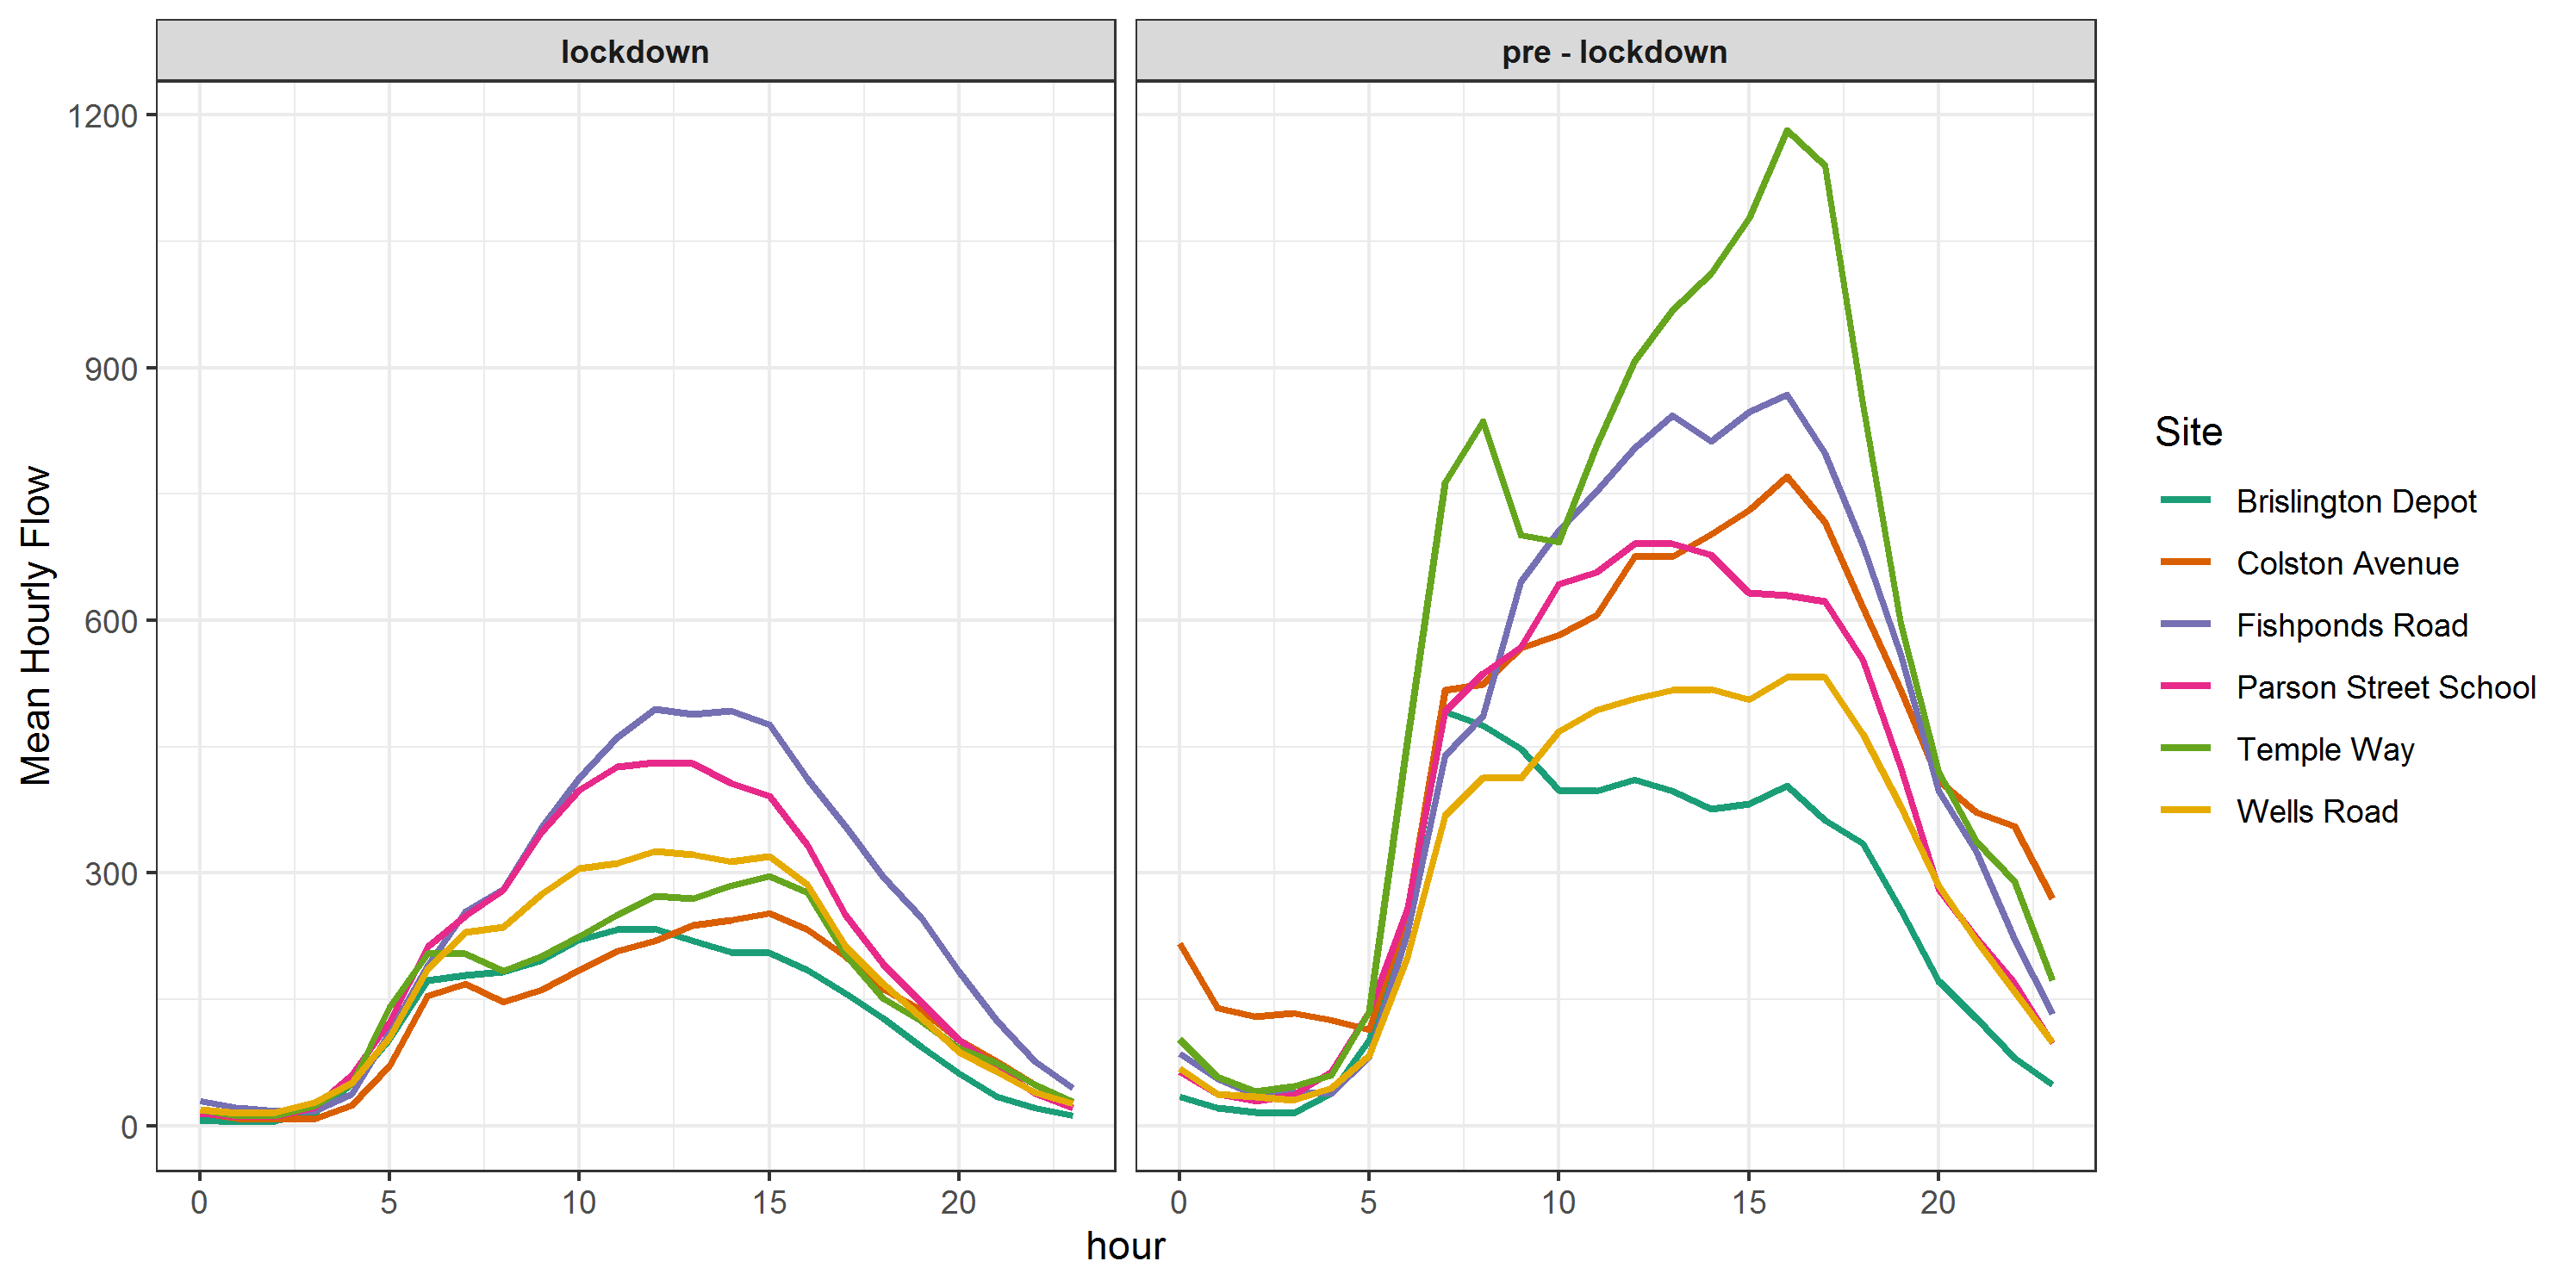 lockdown
pre - lockdown
1200
900
600
300
0
Mean Hourly Flow
0 5 10 15 20
0 5 10 15 20
hour
Site
Brislington Depot
Colston Avenue
Fishponds Road
Parson Street School
Temple Way
Wells Road